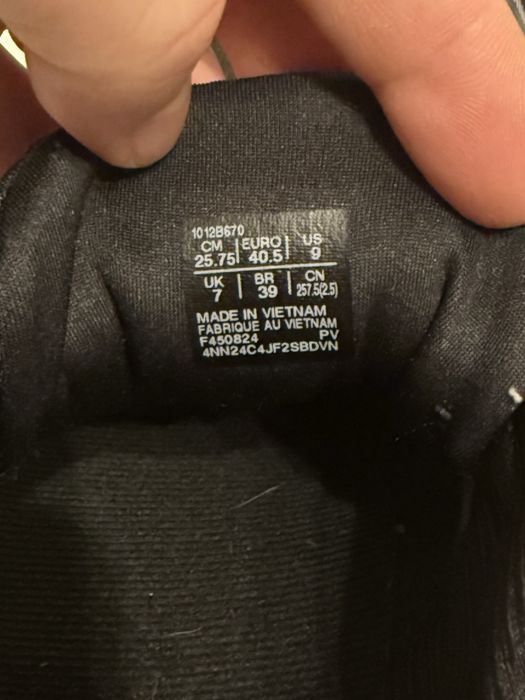 1012B670
CM EURO US
25.75 40.5 9
UK BR CN
7 39 257.5(2.5)
MADE IN VIETNAM
FABRIQUE AU VIETNAM
F450824 PV
4NN24C4JF2SBDVN